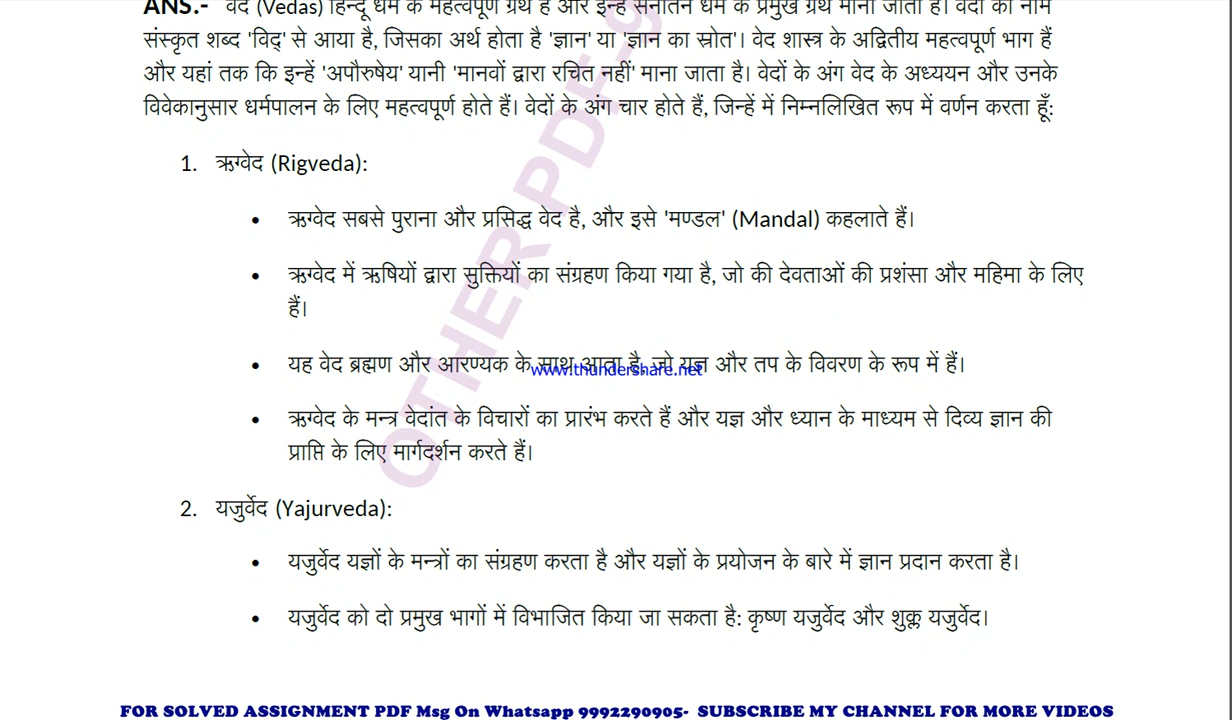 ANS.- वेद (Vedas) हिन्दू धर्म के महत्वपूर्ण ग्रंथ हैं और इन्हें सनातन धर्म के प्रमुख ग्रंथ माना जाता है। वेदों का नाम
संस्कृत शब्द 'विद्' से आया है, जिसका अर्थ होता है 'ज्ञान' या 'ज्ञान का स्रोत'। वेद शास्त्र के अद्वितीय महत्वपूर्ण भाग हैं
और यहां तक कि इन्हें 'अपौरुषेय' यानी 'मानवों द्वारा रचित नहीं' माना जाता है। वेदों के अंग वेद के अध्ययन और उनके
विवेकानुसार धर्मपालन के लिए महत्वपूर्ण होते हैं। वेदों के अंग चार होते हैं, जिन्हें में निम्नलिखित रूप में वर्णन करता हूँ:
1. ऋग्वेद (Rigveda):
• ऋग्वेद सबसे पुराना और प्रसिद्ध वेद है, और इसे 'मण्डल' (Mandal) कहलाते हैं।
• ऋग्वेद में ऋषियों द्वारा सुक्तियों का संग्रहण किया गया है, जो की देवताओं की प्रशंसा और महिमा के लिए
हैं।
• यह वेद ब्रह्मण और आरण्यक के साथ आता है, जो यज्ञ और तप के विवरण के रूप में हैं।
www.thundershare.net
• ऋग्वेद के मन्त्र वेदांत के विचारों का प्रारंभ करते हैं और यज्ञ और ध्यान के माध्यम से दिव्य ज्ञान की
प्राप्ति के लिए मार्गदर्शन करते हैं।
2. यजुर्वेद (Yajurveda):
• यजुर्वेद यज्ञों के मन्त्रों का संग्रहण करता है और यज्ञों के प्रयोजन के बारे में ज्ञान प्रदान करता है।
• यजुर्वेद को दो प्रमुख भागों में विभाजित किया जा सकता है: कृष्ण यजुर्वेद और शुक्ल यजुर्वेद।
OTHER PDF-9
FOR SOLVED ASSIGNMENT PDF Msg On Whatsapp 9992290905- SUBSCRIBE MY CHANNEL FOR MORE VIDEOS